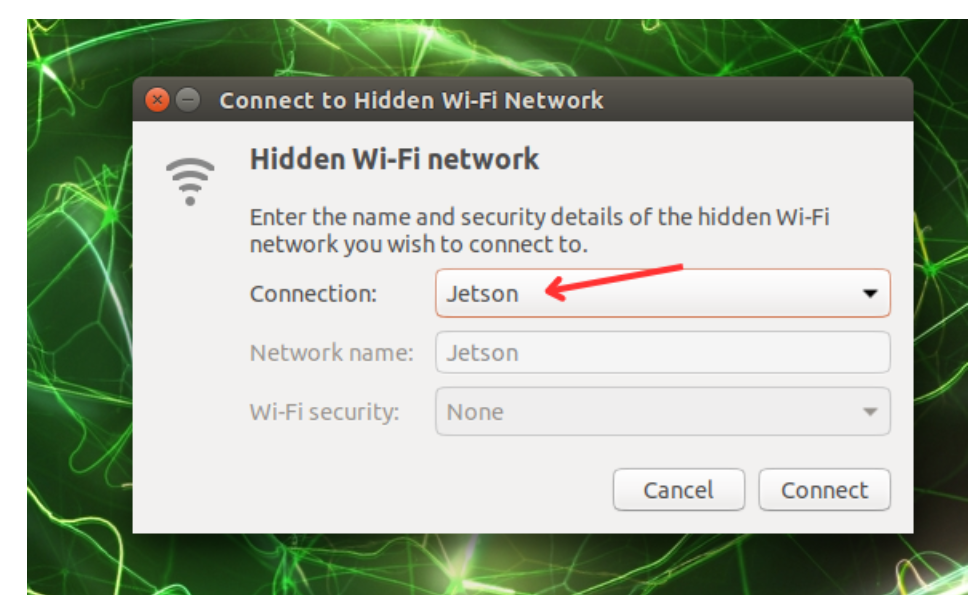 Connect to Hidden Wi-Fi Network
Hidden Wi-Fi network
Enter the name and security details of the hidden Wi-Fi
network you wish to connect to.
Connection: Jetson
Network name: Jetson
Wi-Fi security: None
Cancel Connect